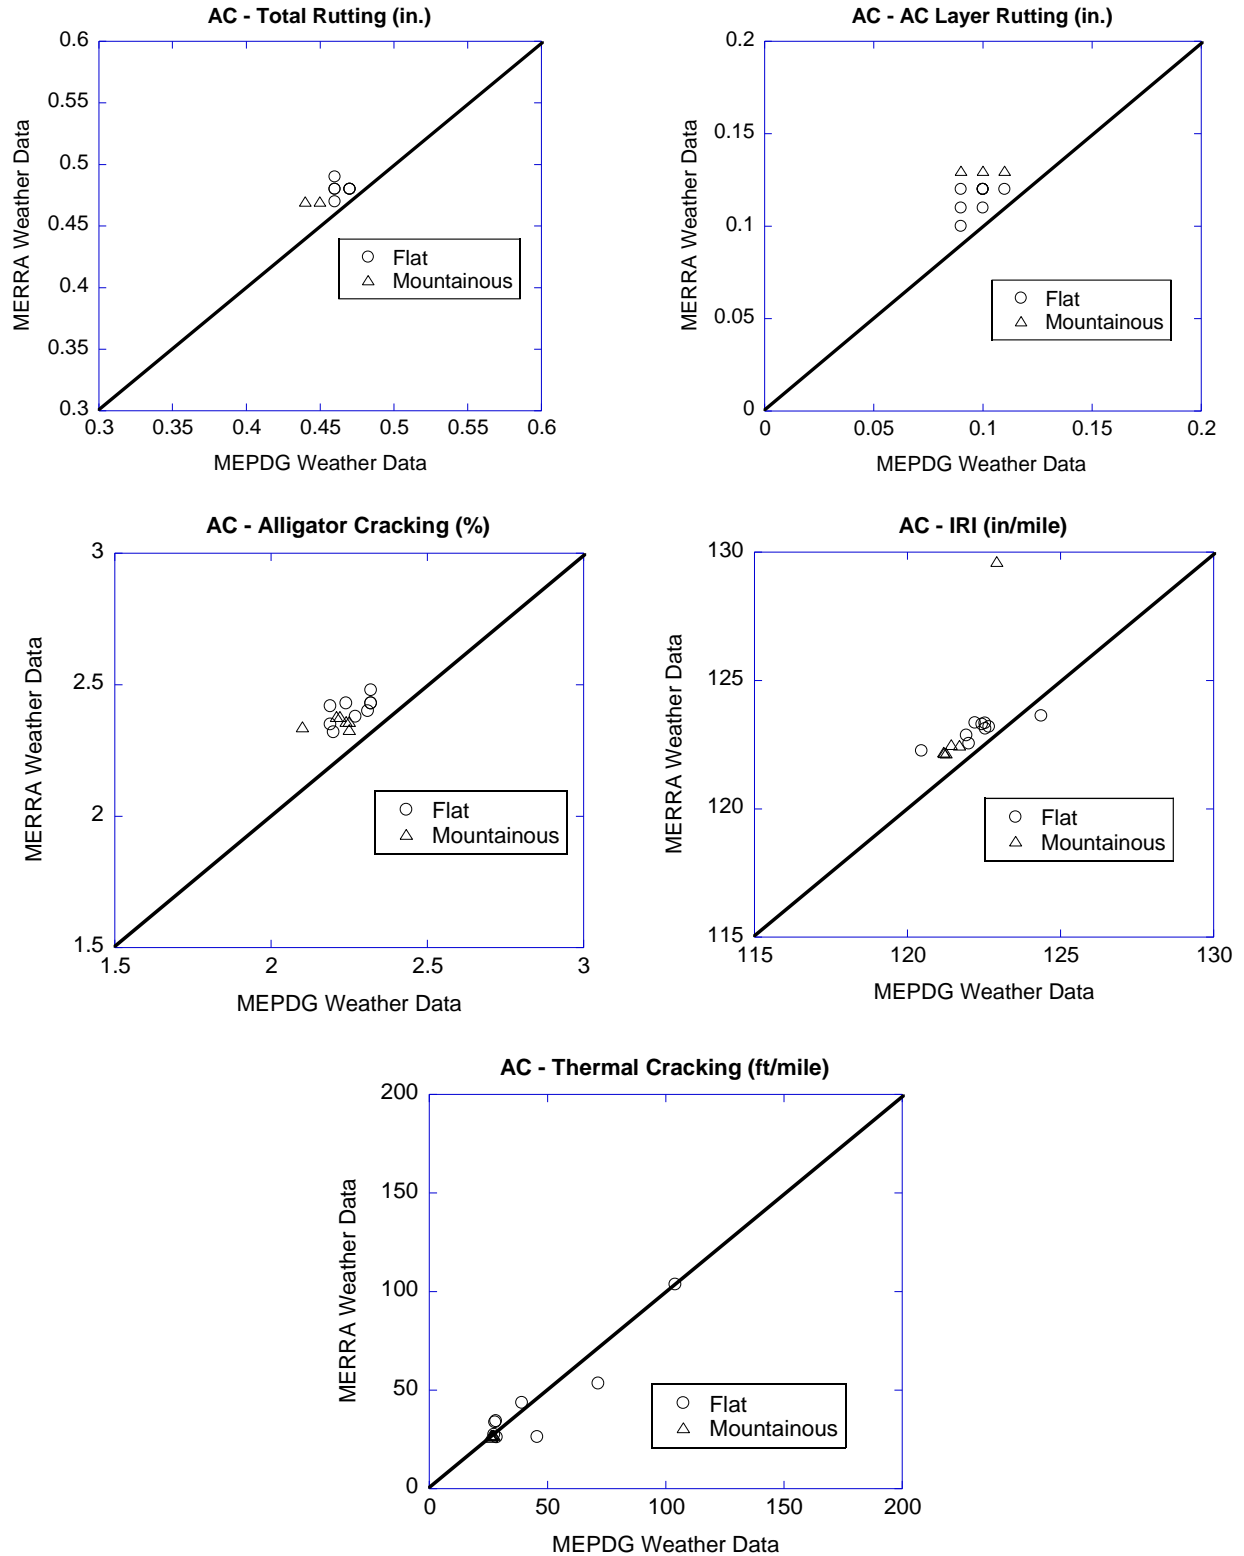 AC - Total Rutting (in.)
0.6
0.55
0.5
0.45
0.4
0.35
0.3
MERRA Weather Data
Flat
Mountainous
0.3 0.35 0.4 0.45 0.5 0.55 0.6
MEPDG Weather Data
AC - AC Layer Rutting (in.)
0.2
0.15
0.1
0.05
0
MERRA Weather Data
Flat
Mountainous
0 0.05 0.1 0.15 0.2
MEPDG Weather Data
AC - Alligator Cracking (%)
3
2.5
2
1.5
MERRA Weather Data
Flat
Mountainous
1.5 2 2.5 3
MEPDG Weather Data
AC - IRI (in/mile)
130
125
120
115
MERRA Weather Data
Flat
Mountainous
115 120 125 130
MEPDG Weather Data
AC - Thermal Cracking (ft/mile)
200
150
100
50
0
MERRA Weather Data
Flat
Mountainous
0 50 100 150 200
MEPDG Weather Data